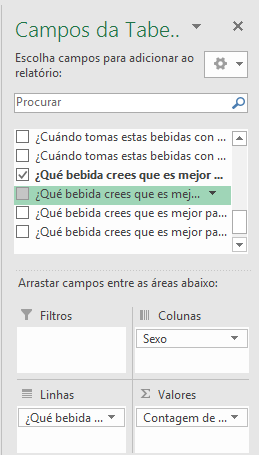 Campos da Tabe..
Escolha campos para adicionar ao
relatório:
Procurar
¿Cuándo tomas estas bebidas con ...
¿Cuándo tomas estas bebidas con ...
¿Qué bebida crees que es mejor ...
¿Qué bebida crees que es mej...
¿Qué bebida crees que es mejor pa...
¿Qué bebida crees que es mejor pa...
Arrastar campos entre as áreas abaixo:
Filtros
Colunas
Sexo
Linhas
Σ Valores
¿Qué bebida ...
Contagem de ...